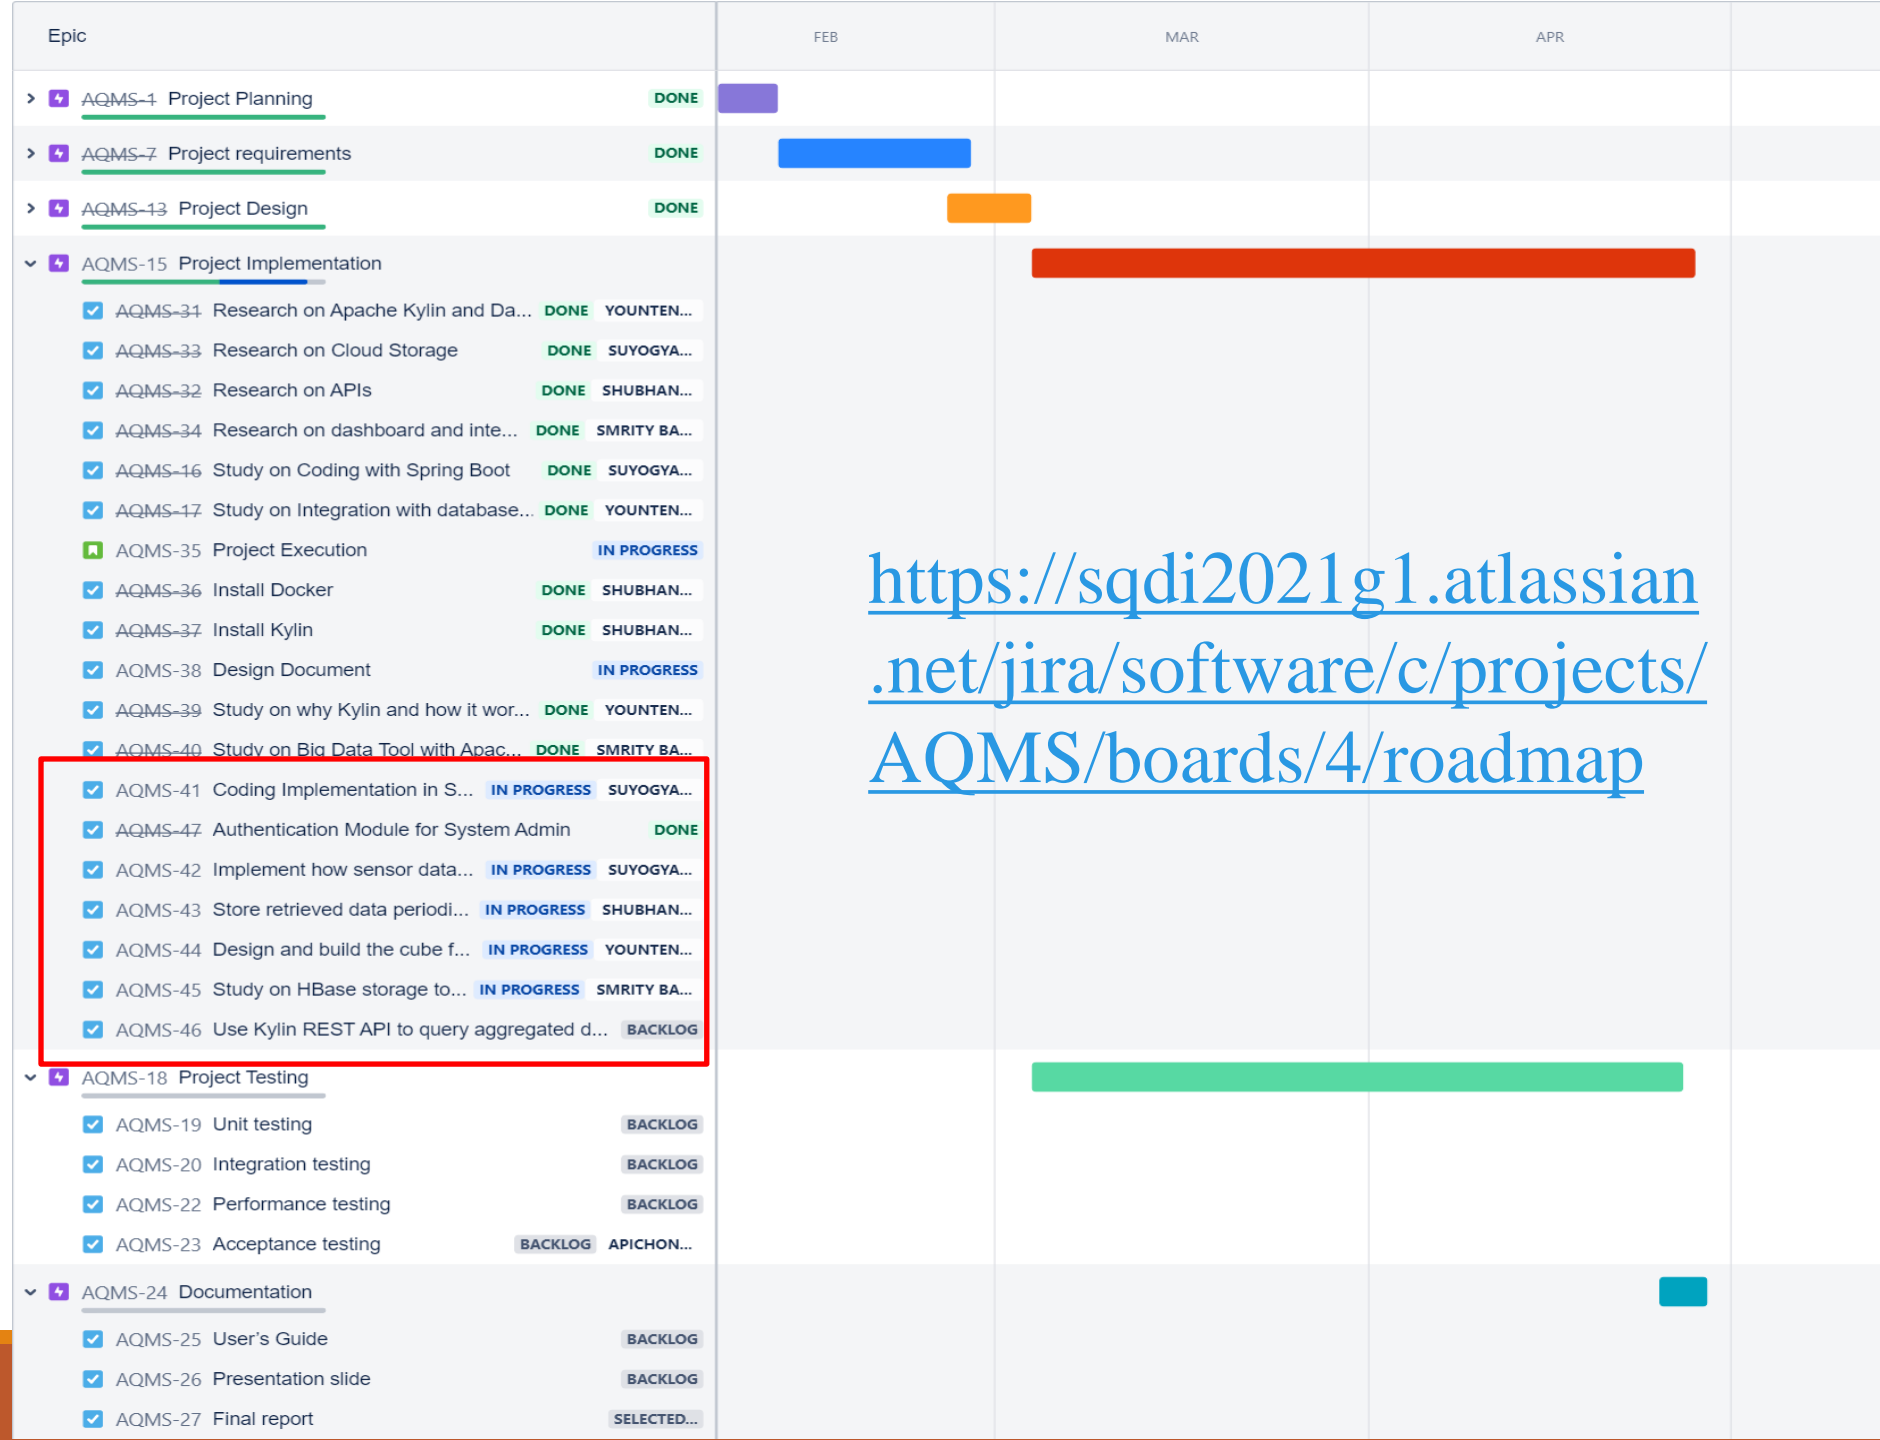 Epic FEB MAR APR
AQMS-1 Project Planning DONE
AQMS-7 Project requirements DONE
AQMS-13 Project Design DONE
AQMS-15 Project Implementation
AQMS-31 Research on Apache Kylin and Da... DONE YOUNTEN...
AQMS-33 Research on Cloud Storage DONE SUYOGYA...
AQMS-32 Research on APIs DONE SHUBHAN...
AQMS-34 Research on dashboard and inte... DONE SMRITY BA...
AQMS-16 Study on Coding with Spring Boot DONE SUYOGYA...
AQMS-17 Study on Integration with database... DONE YOUNTEN...
AQMS-35 Project Execution IN PROGRESS
AQMS-36 Install Docker DONE SHUBHAN...
AQMS-37 Install Kylin DONE SHUBHAN...
AQMS-38 Design Document IN PROGRESS
AQMS-39 Study on why Kylin and how it wor... DONE YOUNTEN...
AQMS-40 Study on Big Data Tool with Apac... DONE SMRITY BA...
AQMS-41 Coding Implementation in S... IN PROGRESS SUYOGYA...
AQMS-47 Authentication Module for System Admin DONE
AQMS-42 Implement how sensor data... IN PROGRESS SUYOGYA...
AQMS-43 Store retrieved data periodi... IN PROGRESS SHUBHAN...
AQMS-44 Design and build the cube f... IN PROGRESS YOUNTEN...
AQMS-45 Study on HBase storage to... IN PROGRESS SMRITY BA...
AQMS-46 Use Kylin REST API to query aggregated d... BACKLOG
AQMS-18 Project Testing
AQMS-19 Unit testing BACKLOG
AQMS-20 Integration testing BACKLOG
AQMS-22 Performance testing BACKLOG
AQMS-23 Acceptance testing BACKLOG APICHON...
AQMS-24 Documentation
AQMS-25 User's Guide BACKLOG
AQMS-26 Presentation slide BACKLOG
AQMS-27 Final report SELECTED...
https://sqdi2021g1.atlassian
.net/jira/software/c/projects/
AQMS/boards/4/roadmap